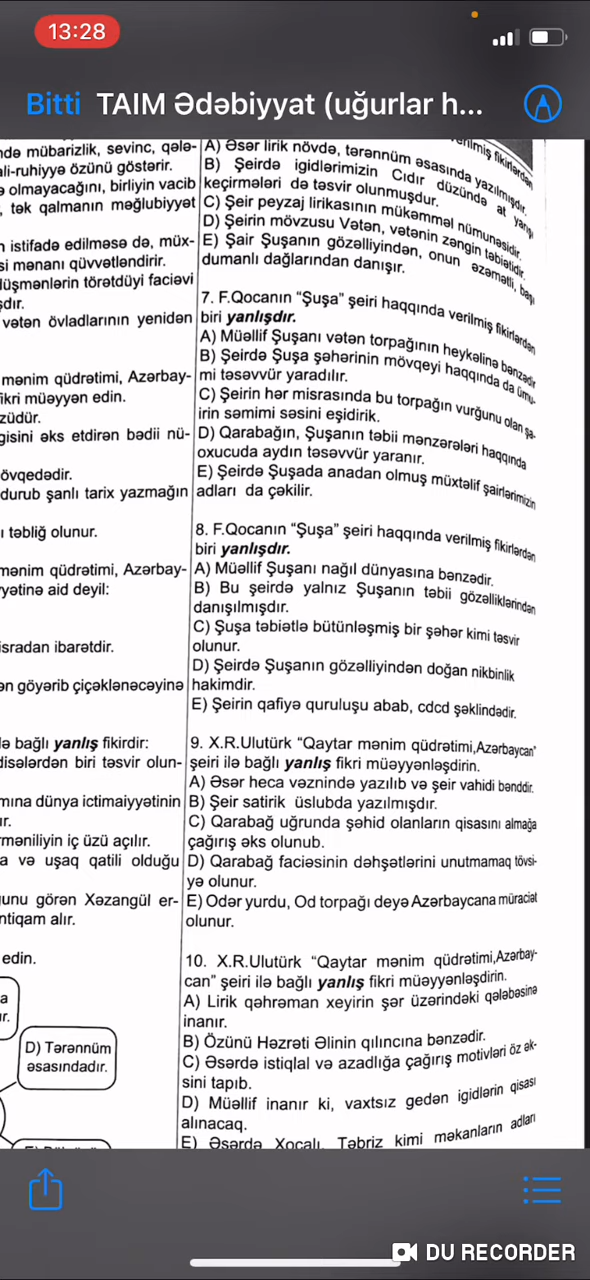 13:28
Bitti TAIM Ədəbiyyat (uğurlar h...
də mübarizlik, sevinc, qələ-
ali-ruhiyyə özünü göstərir.
olmayacağını, birliyin vacib
tək qalmanın məğlubiyyət
istifadə edilməsə də, müx-
si mənanı qüvvətləndirir.
düşmənlərin törətdüyi faciəvi
şdır.
vətən övladlarının yenidən
mənim qüdrətimi, Azərbay-
fikri müəyyən edin.
züdür.
gisini əks etdirən bədii nü-
övqedədir.
durub şanlı tarix yazmağın
ı təbliğ olunur.
mənim qüdrətimi, Azərbay-
yətinə aid deyil:
isradan ibarətdir.
ən göyərib çiçəklənəcəyinə
lə bağlı yanlış fikirdir:
disələrdən biri təsvir olun-
mına dünya ictimaiyyətinin
ır.
rməniliyin iç üzü açılır.
a və uşaq qatili olduğu
unu görən Xəzangül er-
ntiqam alır.
edin.
a
r.
D) Tərənnüm
əsasındadır.
verilmiş fikirlərdən
A) Əsər lirik növdə, tərənnüm əsasında yazılmışdır.
B) Şeirdə igidlərimizin Cıdır düzündə at yarışı
keçirmələri də təsvir olunmuşdur.
C) Şeir peyzaj lirikasının mükəmməl nümunəsidir.
D) Şeirin mövzusu Vətən, vətənin zəngin təbiətidir.
E) Şair Şuşanın gözəlliyindən, onun əzəmətli, başı
dumanlı dağlarından danışır.
7. F.Qocanın "Şuşa" şeiri haqqında verilmiş fikirlərdən
biri yanlışdır.
A) Müəllif Şuşanı vətən torpağının heykəlinə bənzədir
B) Şeirdə Şuşa şəhərinin mövqeyi haqqında da ümu-
mi təsəvvür yaradılır.
C) Şeirin hər misrasında bu torpağın vurğunu olan şa-
irin səmimi səsini eşidirik.
D) Qarabağın, Şuşanın təbii mənzərələri haqqında
oxucuda aydın təsəvvür yaranır.
E) Şeirdə Şuşada anadan olmuş müxtəlif şairlərimizin
adları da çəkilir.
8. F.Qocanın "Şuşa" şeiri haqqında verilmiş fikirlərdən
biri yanlışdır.
A) Müəllif Şuşanı nağıl dünyasına bənzədir.
B) Bu şeirdə yalnız Şuşanın təbii gözəlliklərindən
danışılmışdır.
C) Şuşa təbiətlə bütünləşmiş bir şəhər kimi təsvir
olunur.
D) Şeirdə Şuşanın gözəlliyindən doğan nikbinlik
hakimdir.
E) Şeirin qafiyə quruluşu abab, cdcd şəklindədir.
9. X.R.Ulutürk "Qaytar mənim qüdrətimi,Azərbaycan"
şeiri ilə bağlı yanlış fikri müəyyənləşdirin.
A) Əsər heca vəznində yazılıb və şeir vahidi bənddir.
B) Şeir satirik üslubda yazılmışdır.
C) Qarabağ uğrunda şəhid olanların qisasını almağa
çağırış əks olunub.
D) Qarabağ faciəsinin dəhşətlərini unutmamaq tövsi-
yə olunur.
E) Odər yurdu, Od torpağı deyə Azərbaycana müraciət
olunur.
10. X.R.Ulutürk "Qaytar mənim qüdrətimi,Azərbay-
can" şeiri ilə bağlı yanlış fikri müəyyənləşdirin.
A) Lirik qəhrəman xeyirin şər üzərindəki qələbəsinə
inanır.
B) Özünü Həzrəti Əlinin qılıncına bənzədir.
C) Əsərdə istiqlal və azadlığa çağırış motivləri öz ək-
sini tapıb.
D) Müəllif inanır ki, vaxtsız gedən igidlərin qisası
alınacaq.
E) Əsərdə Xocalı, Təbriz kimi məkanların adları
DU RECORDER